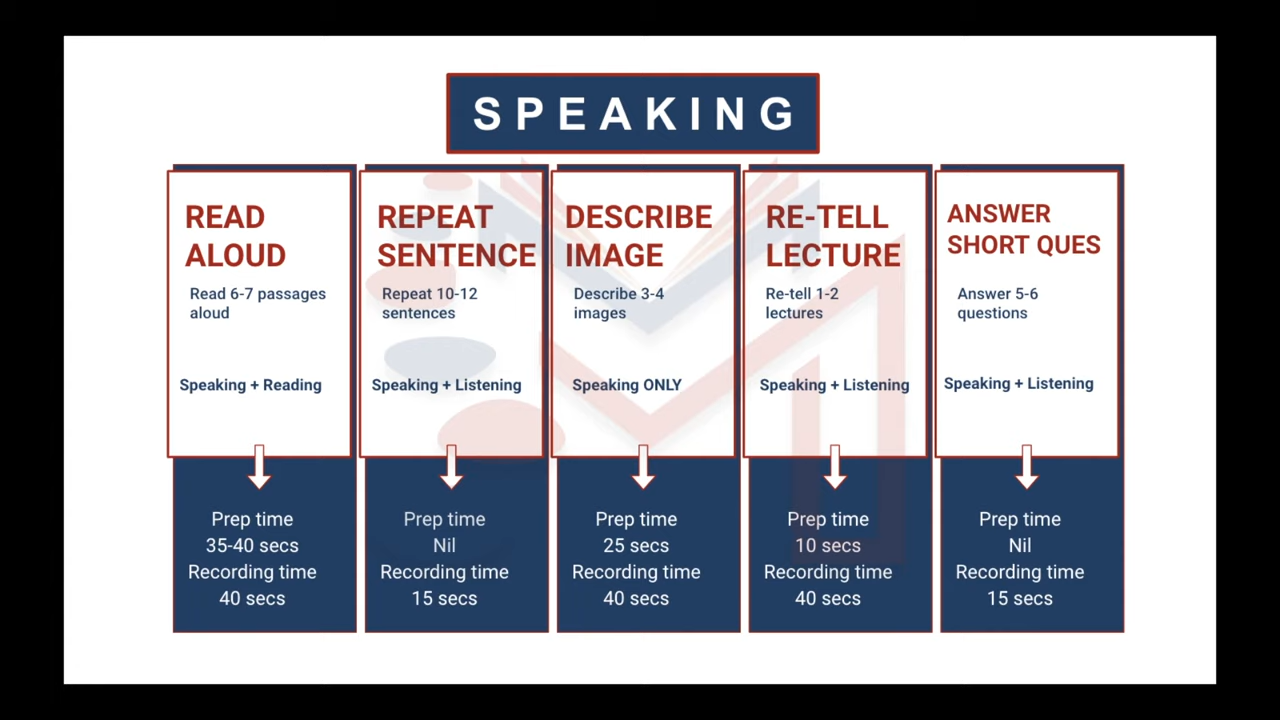 SPEAKING
READ
ALOUD
Read 6-7 passages
aloud
Speaking + Reading
Prep time
35-40 secs
Recording time
40 secs
REPEAT
SENTENCE
Repeat 10-12
sentences
Speaking + Listening
Prep time
Nil
Recording time
15 secs
DESCRIBE
IMAGE
Describe 3-4
images
Speaking ONLY
Prep time
25 secs
Recording time
40 secs
RE-TELL
LECTURE
Re-tell 1-2
lectures
Speaking + Listening
Prep time
10 secs
Recording time
40 secs
ANSWER
SHORT QUES
Answer 5-6
questions
Speaking + Listening
Prep time
Nil
Recording time
15 secs